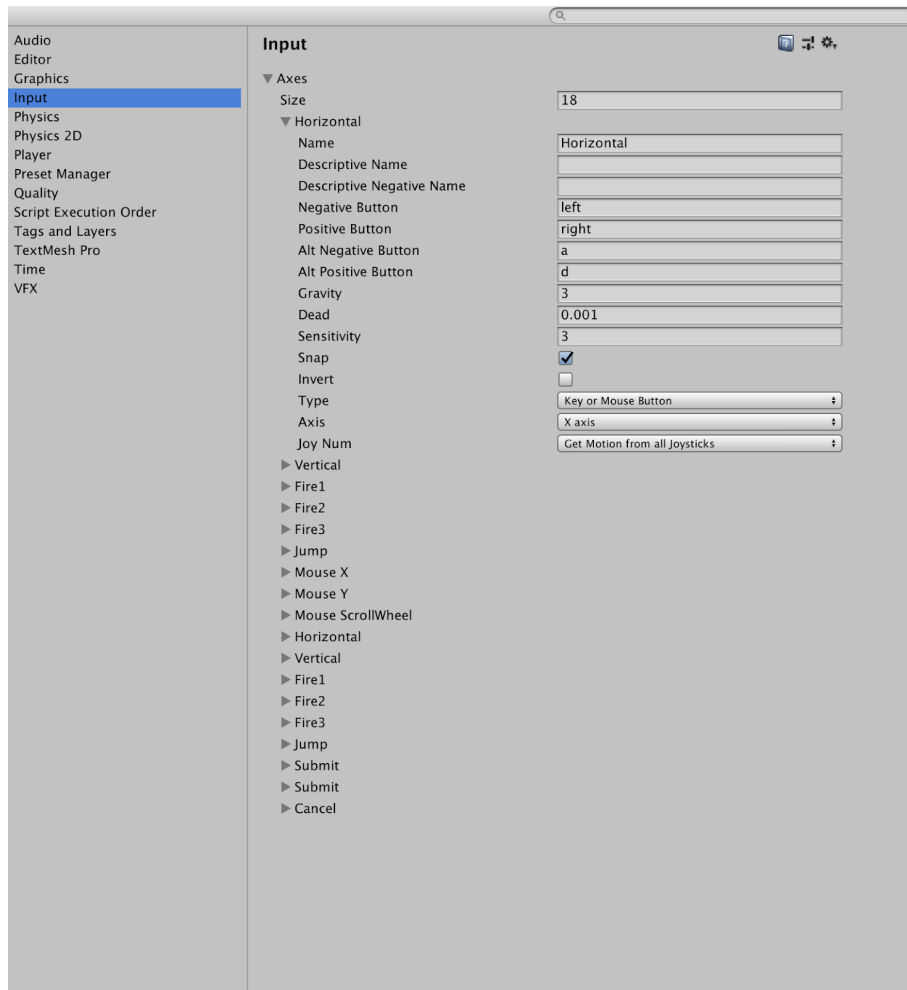 Audio
Editor
Graphics
Input
Physics
Physics 2D
Player
Preset Manager
Quality
Script Execution Order
Tags and Layers
TextMesh Pro
Time
VFX
Input
Axes
Size 18
Horizontal
Name Horizontal
Descriptive Name
Descriptive Negative Name
Negative Button left
Positive Button right
Alt Negative Button a
Alt Positive Button d
Gravity 3
Dead 0.001
Sensitivity 3
Snap
Invert
Type Key or Mouse Button
Axis X axis
Joy Num Get Motion from all Joysticks
Vertical
Fire1
Fire2
Fire3
Jump
Mouse X
Mouse Y
Mouse ScrollWheel
Horizontal
Vertical
Fire1
Fire2
Fire3
Jump
Submit
Submit
Cancel